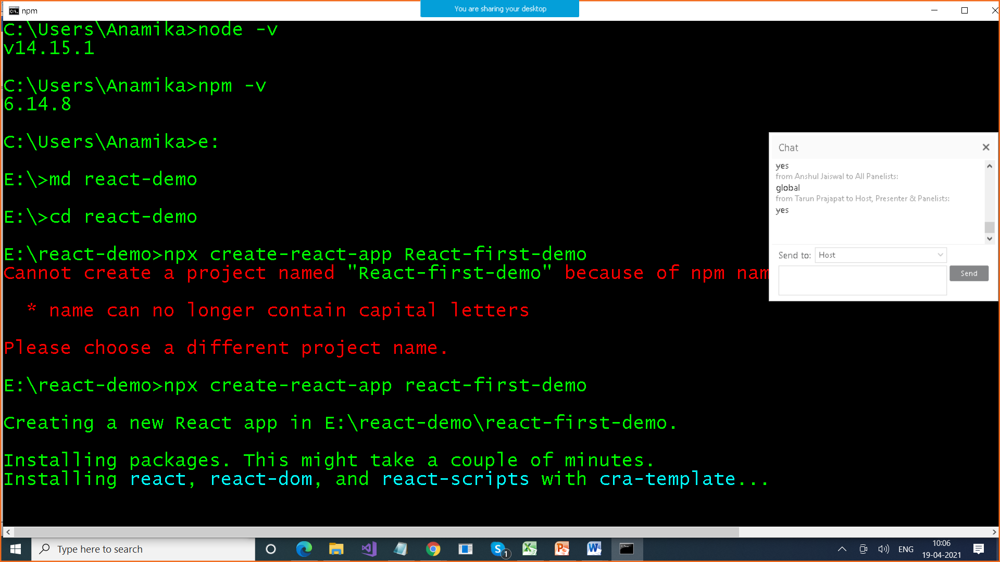 npm
You are sharing your desktop
C:\Users\Anamika>node -v
v14.15.1
C:\Users\Anamika>npm -v
6.14.8
C:\Users\Anamika>e:
E:\>md react-demo
E:\>cd react-demo
E:\react-demo>npx create-react-app React-first-demo
Cannot create a project named "React-first-demo" because of npm nam
* name can no longer contain capital letters
Please choose a different project name.
E:\react-demo>npx create-react-app react-first-demo
Creating a new React app in E:\react-demo\react-first-demo.
Installing packages. This might take a couple of minutes.
Installing react, react-dom, and react-scripts with cra-template...
Chat
yes
from Anshul Jaiswal to All Panelists:
global
from Tarun Prajapat to Host, Presenter & Panelists:
yes
Send to: Host
Send
Type here to search
1
ENG
10:06
19-04-2021